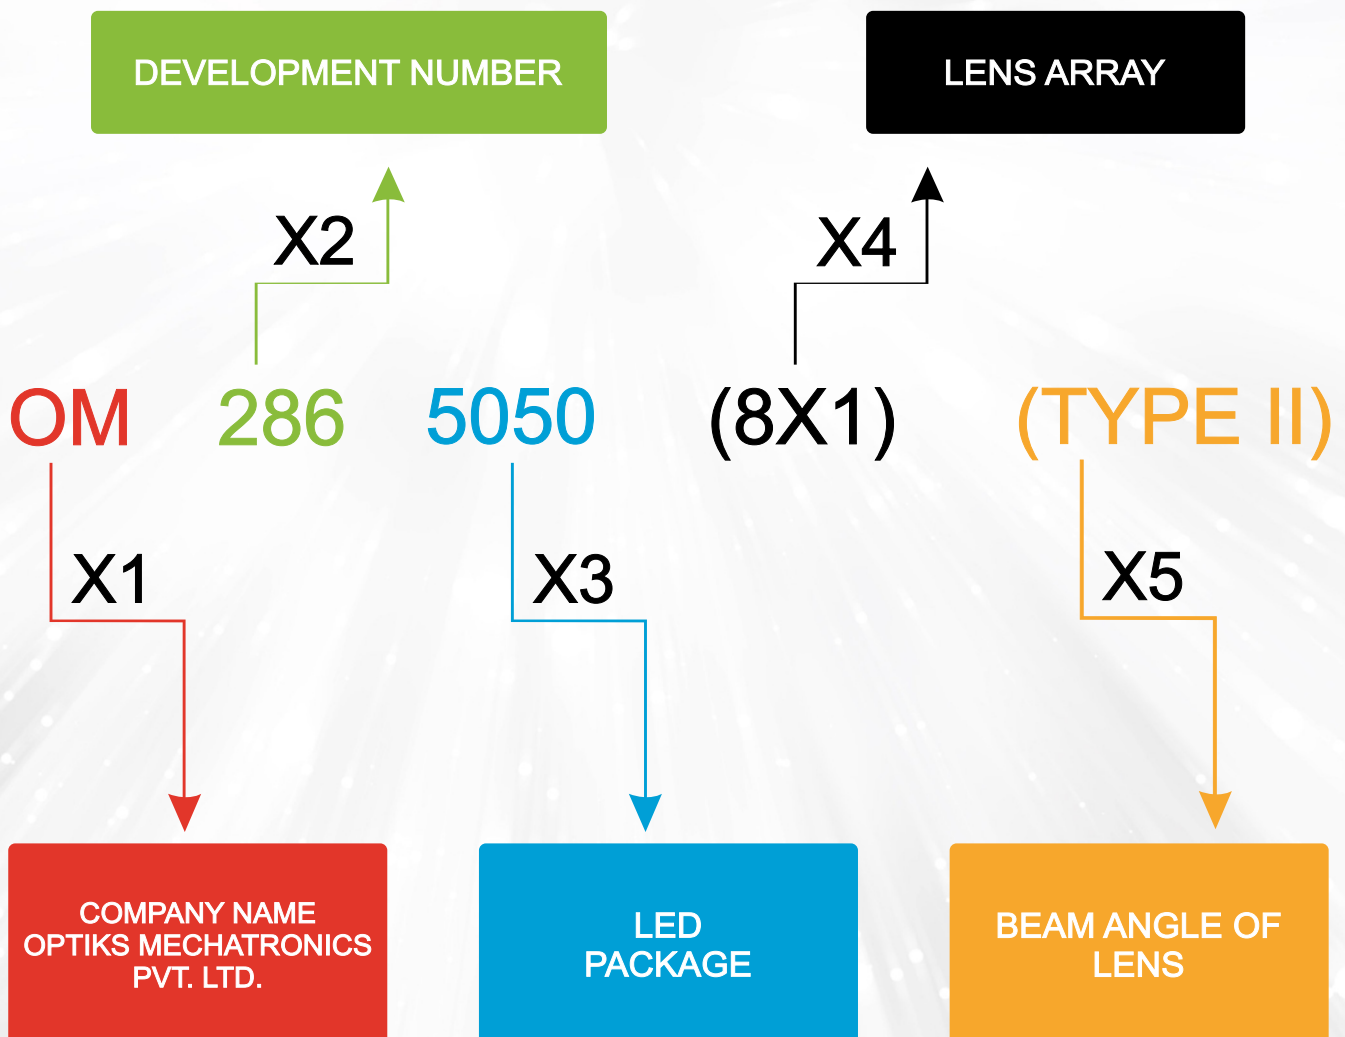 DEVELOPMENT NUMBER
LENS ARRAY
X2
X4
OM 286 5050 (8X1) (TYPE II)
X1
X3
X5
COMPANY NAME
OPTIKS MECHATRONICS
PVT. LTD.
LED
PACKAGE
BEAM ANGLE OF
LENS